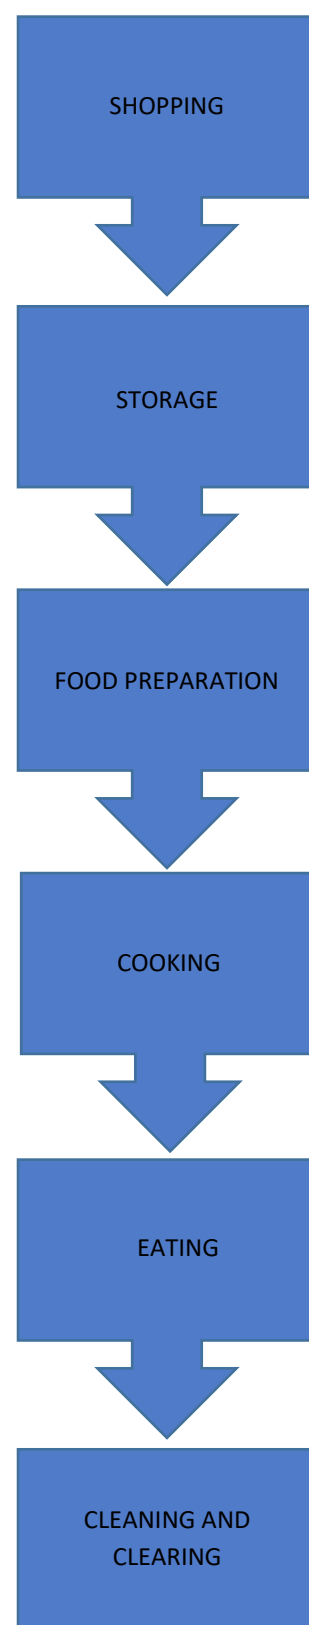 SHOPPING
STORAGE
FOOD PREPARATION
COOKING
EATING
CLEANING AND
CLEARING